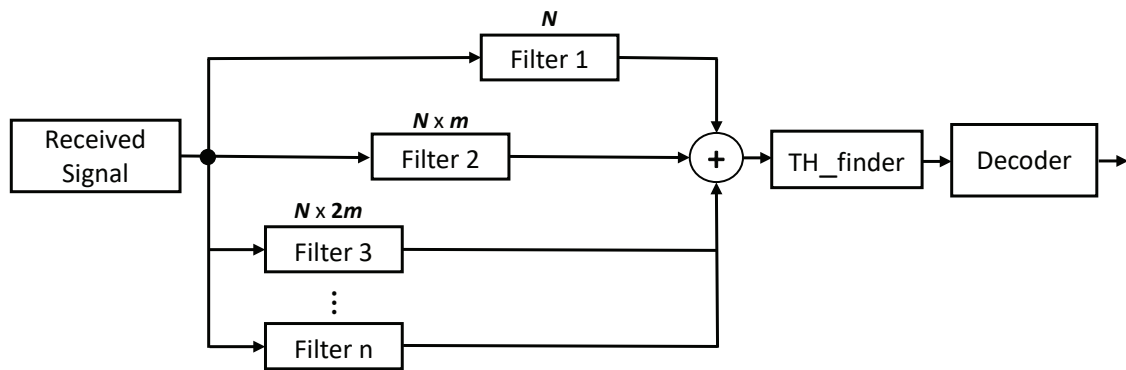 N
Filter 1
Received
Signal
N x m
Filter 2
+
TH_finder
Decoder
N x 2m
Filter 3
⋮
Filter n